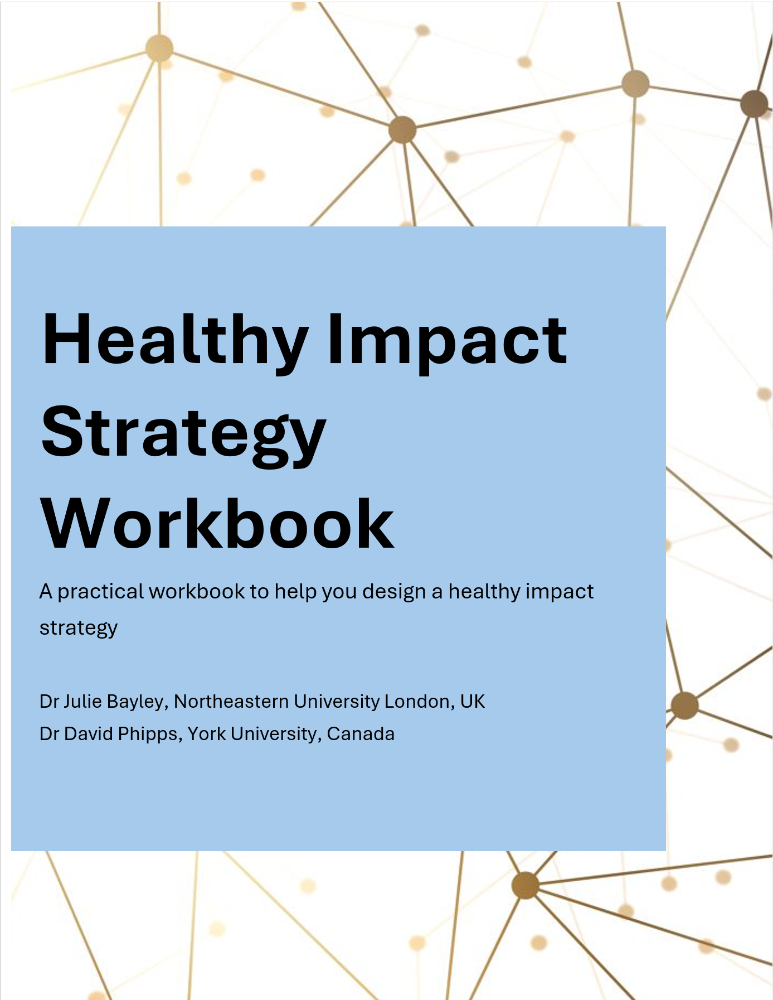 Healthy Impact
Strategy
Workbook
A practical workbook to help you design a healthy impact
strategy
Dr Julie Bayley, Northeastern University London, UK
Dr David Phipps, York University, Canada